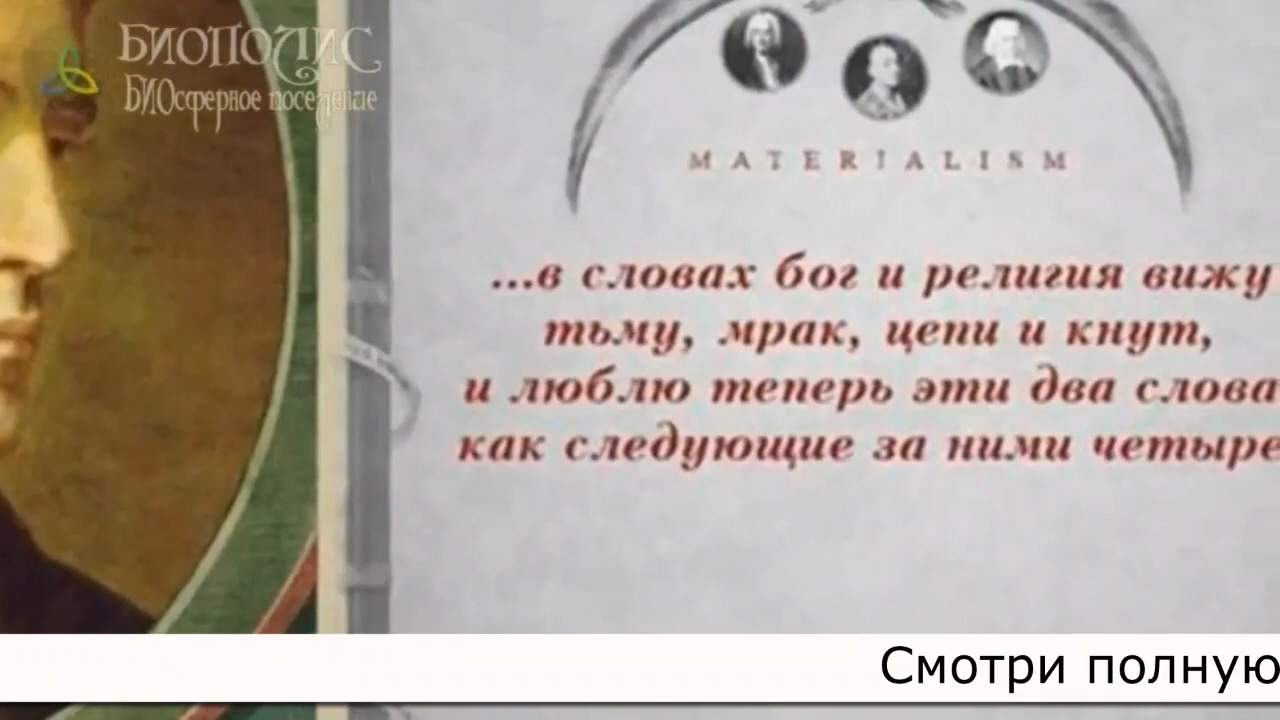 БИОПОЛИС
БИОсферное поселение
MATERIALISM
...в словах бог и религия вижу
тьму, мрак, цепи и кнут,
и люблю теперь эти два слова
как следующие за ними четыре
Смотри полную